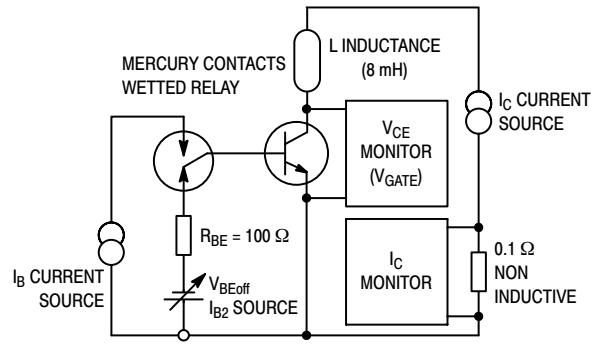 MERCURY CONTACTS
WETTED RELAY
L INDUCTANCE
(8 mH)
I_C CURRENT
SOURCE
V_CE
MONITOR
(V_GATE)
R_BE = 100 Ω
I_C
MONITOR
0.1 Ω
NON
INDUCTIVE
I_B CURRENT
SOURCE
V_BEoff
I_B2 SOURCE